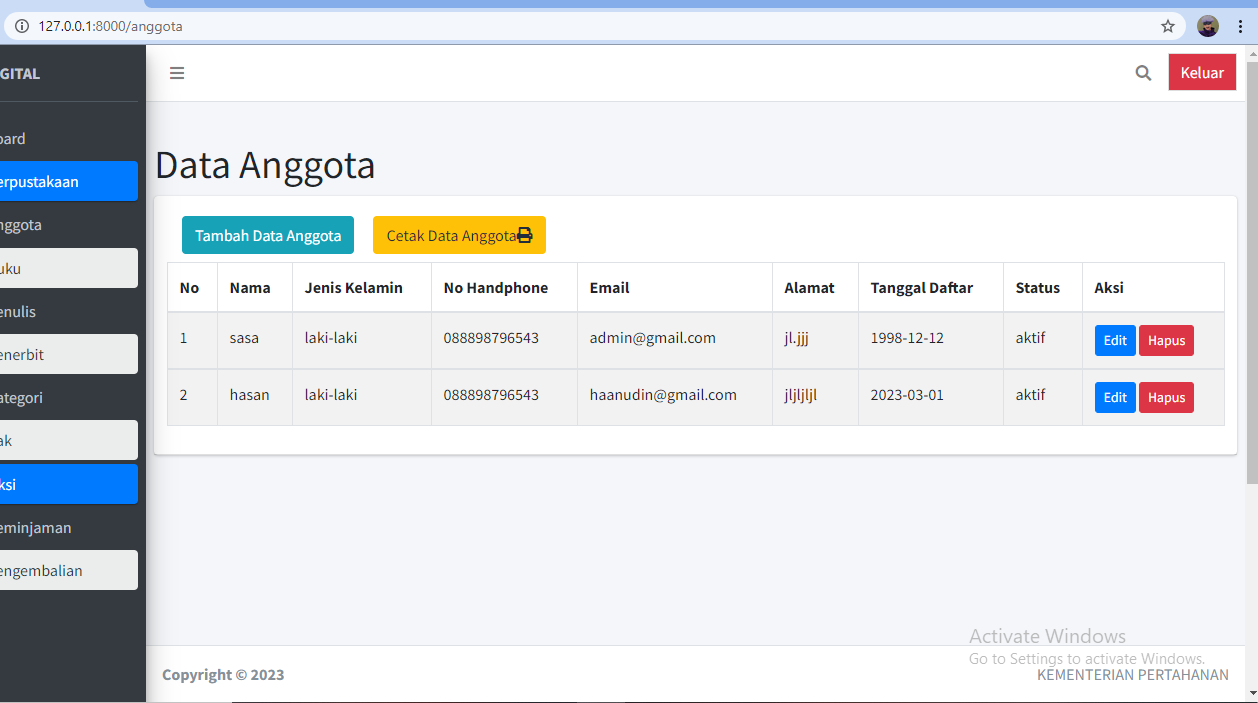 127.0.0.1:8000/anggota
GITAL
Keluar
oard
erpustakaan
nggota
uku
enulis
enerbit
ategori
ak
ksi
eminjaman
engembalian
Data Anggota
Tambah Data Anggota Cetak Data Anggota
No Nama Jenis Kelamin No Handphone Email Alamat Tanggal Daftar Status Aksi
1 sasa laki-laki 088898796543 admin@gmail.com jl.jjj 1998-12-12 aktif Edit Hapus
2 hasan laki-laki 088898796543 haanudin@gmail.com jljljljl 2023-03-01 aktif Edit Hapus
Activate Windows
Go to Settings to activate Windows.
Copyright © 2023 KEMENTERIAN PERTAHANAN